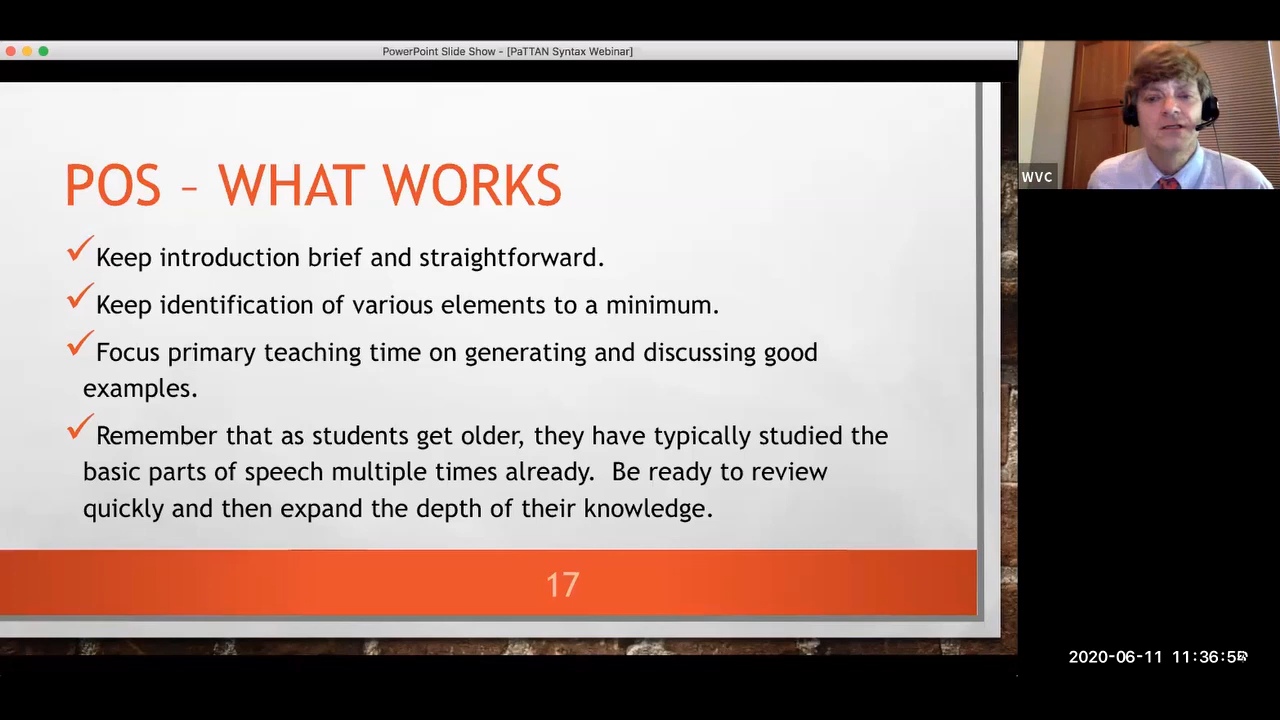 PowerPoint Slide Show - [PaTTAN Syntax Webinar]
POS – WHAT WORKS
Keep introduction brief and straightforward.
Keep identification of various elements to a minimum.
Focus primary teaching time on generating and discussing good
examples.
Remember that as students get older, they have typically studied the
basic parts of speech multiple times already.  Be ready to review
quickly and then expand the depth of their knowledge.
17
WVC
2020-06-11